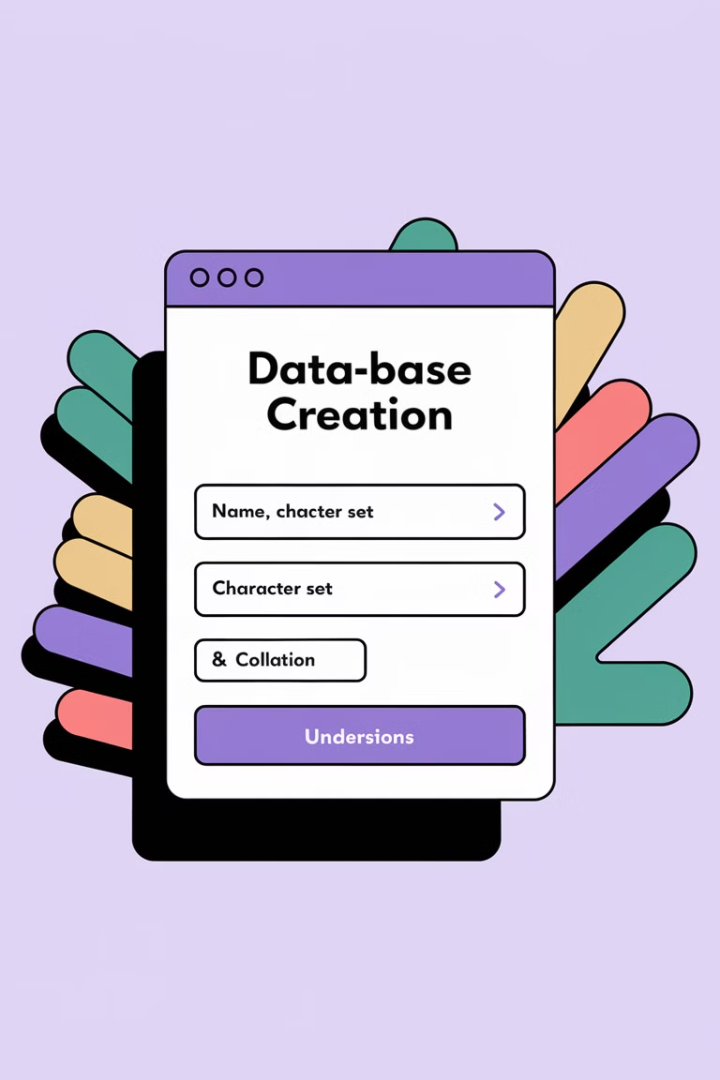 Data-base
Creation
Name, chacter set
Character set
& Collation
Undersions